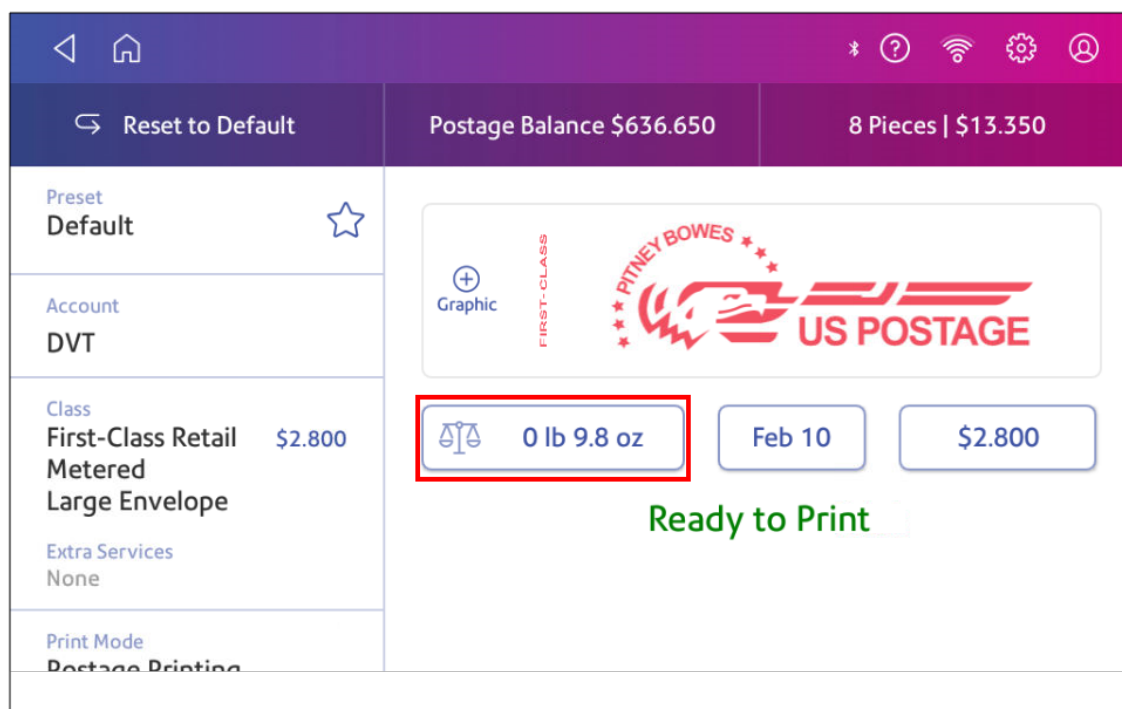 Reset to Default
Postage Balance $636.650
8 Pieces | $13.350
Preset
Default
Account
DVT
Class
First-Class Retail $2.800
Metered
Large Envelope
Extra Services
None
Print Mode
Postage Printing
Graphic
FIRST-CLASS
PITNEY BOWES
US POSTAGE
0 lb 9.8 oz
Feb 10
$2.800
Ready to Print